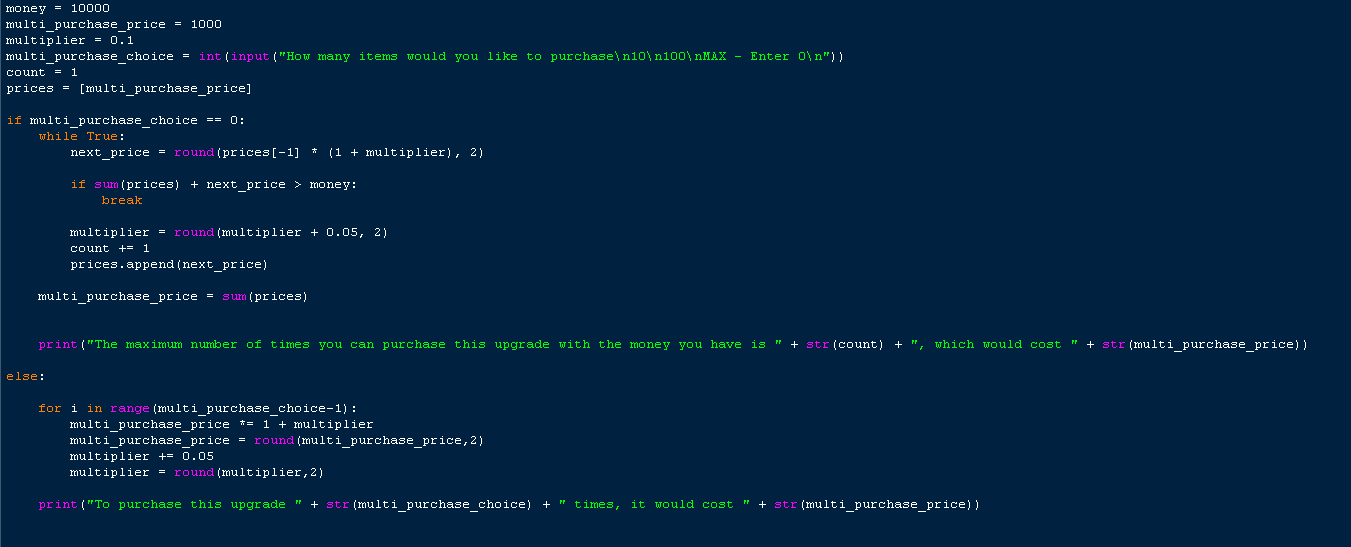 money = 10000
multi_purchase_price = 1000
multiplier = 0.1
multi_purchase_choice = int(input("How many items would you like to purchase\n10\n100\nMAX - Enter 0\n"))
count = 1
prices = [multi_purchase_price]

if multi_purchase_choice == 0:
    while True:
        next_price = round(prices[-1] * (1 + multiplier), 2)

        if sum(prices) + next_price > money:
            break

        multiplier = round(multiplier + 0.05, 2)
        count += 1
        prices.append(next_price)

    multi_purchase_price = sum(prices)


    print("The maximum number of times you can purchase this upgrade with the money you have is " + str(count) + ", which would cost " + str(multi_purchase_price))

else:

    for i in range(multi_purchase_choice-1):
        multi_purchase_price *= 1 + multiplier
        multi_purchase_price = round(multi_purchase_price,2)
        multiplier += 0.05
        multiplier = round(multiplier,2)

    print("To purchase this upgrade " + str(multi_purchase_choice) + " times, it would cost " + str(multi_purchase_price))